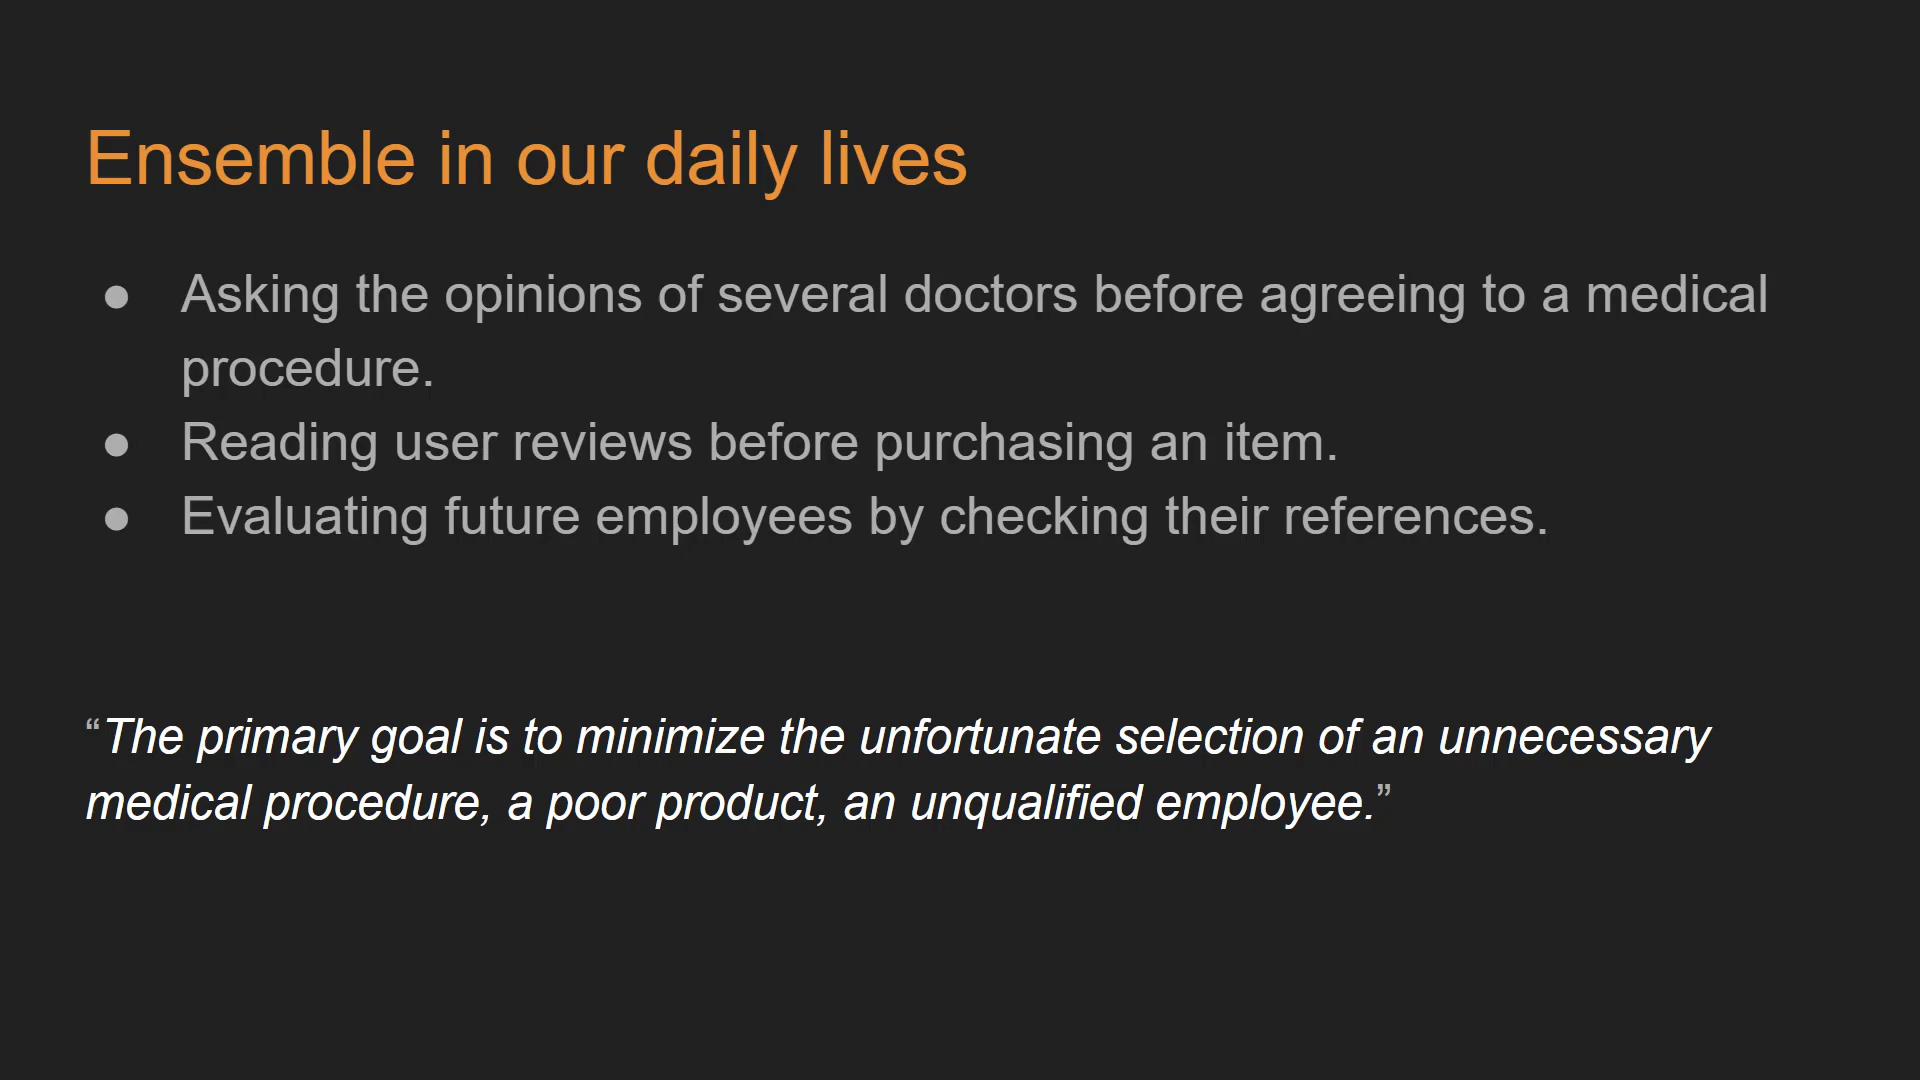 Ensemble in our daily lives
● Asking the opinions of several doctors before agreeing to a medical
procedure.
● Reading user reviews before purchasing an item.
● Evaluating future employees by checking their references.
“The primary goal is to minimize the unfortunate selection of an unnecessary
medical procedure, a poor product, an unqualified employee.”